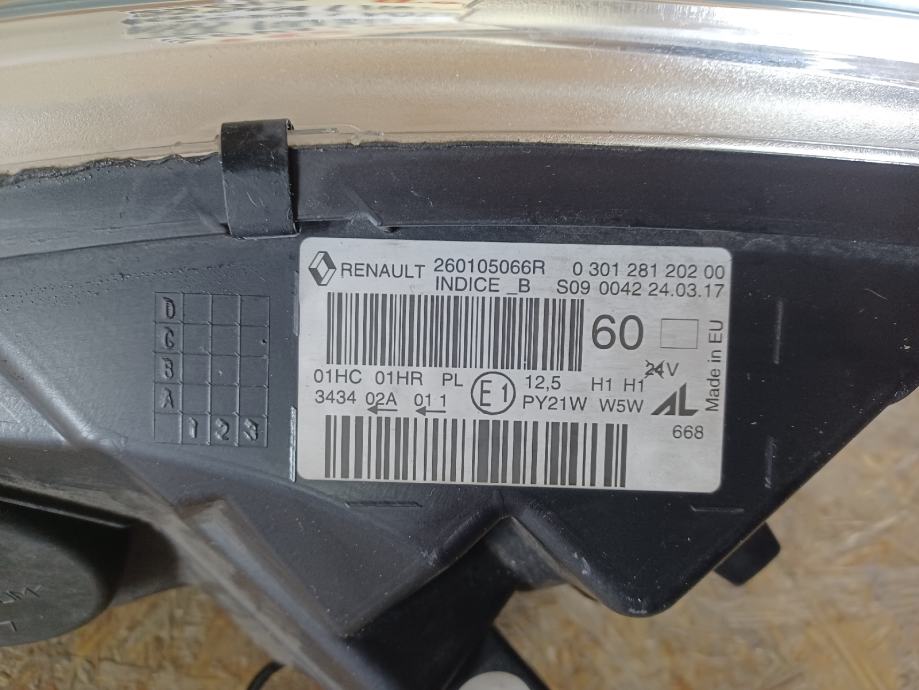 RENAULT 260105066R 0 301 281 202 00
INDICE _B S09 0042 24.03.17
60
Made in EU
01HC 01HR PL E1 12,5 H1 H1 24V
3434 02A 01 1 PY21W W5W AL
668
D
C
B
A
1 2 3